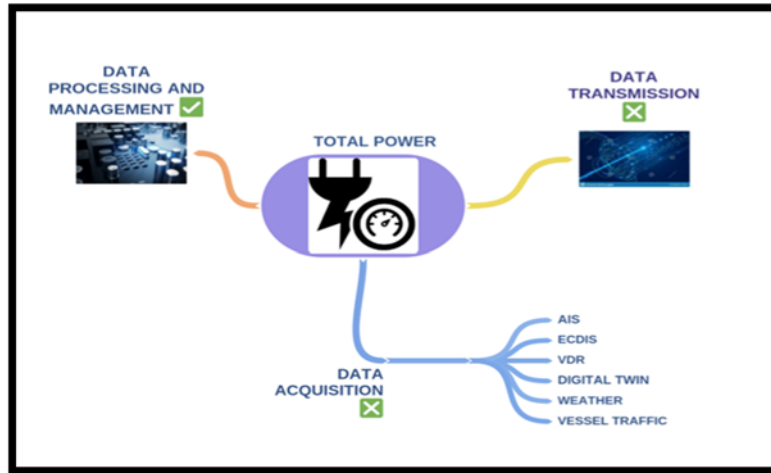 DATA
PROCESSING AND
MANAGEMENT ✅
DATA
TRANSMISSION
❎
TOTAL POWER
DATA
ACQUISITION
❎
AIS
ECDIS
VDR
DIGITAL TWIN
WEATHER
VESSEL TRAFFIC